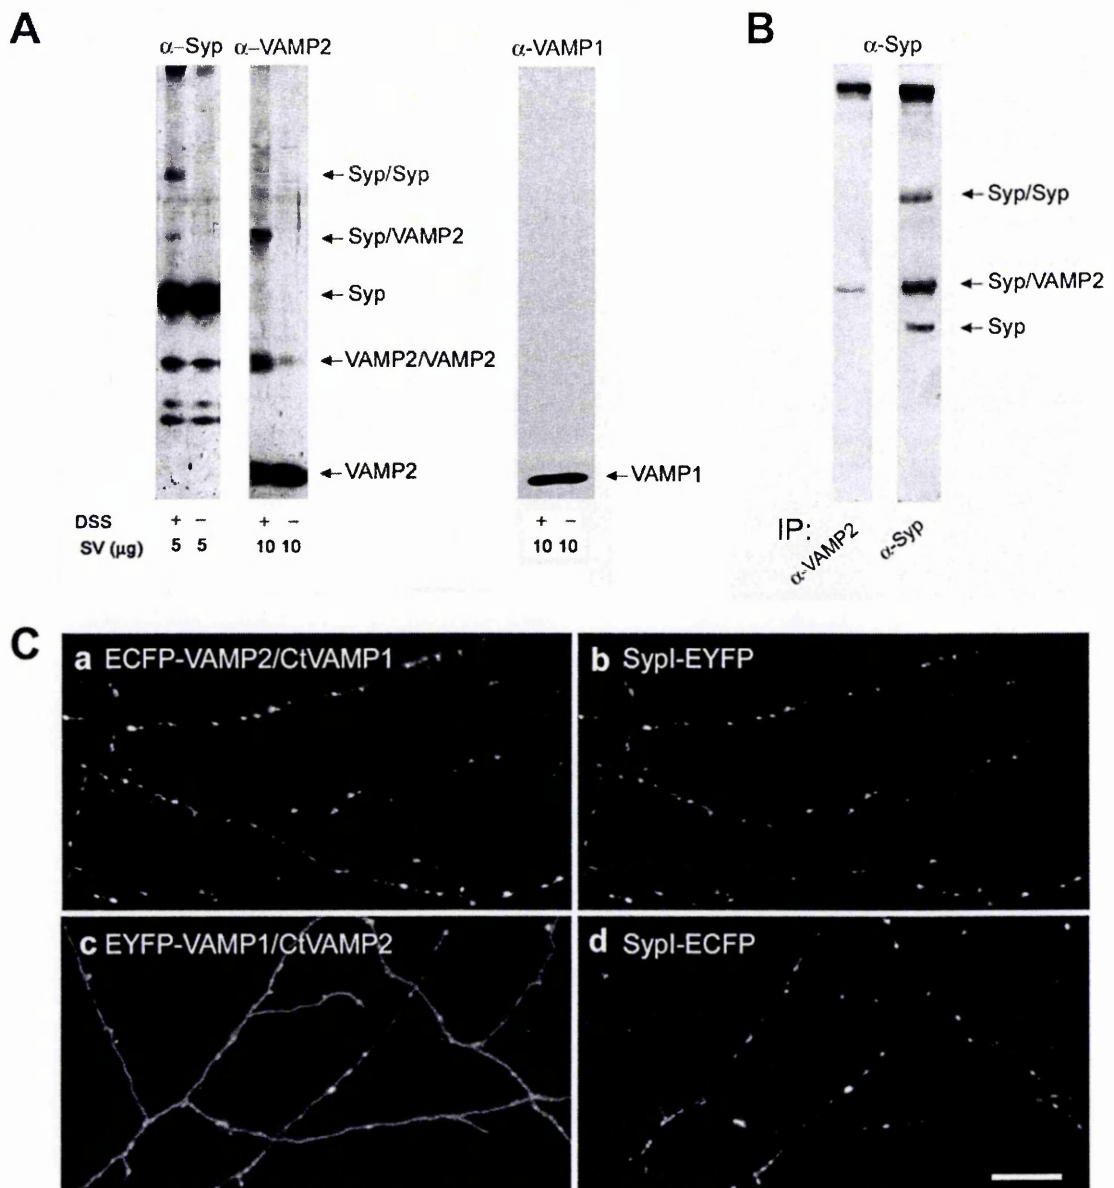 A
B
α–Syp α–VAMP2
α-VAMP1
α-Syp
Syp/Syp
Syp/VAMP2
Syp
VAMP2/VAMP2
VAMP2
VAMP1
Syp/Syp
Syp/VAMP2
Syp
DSS + − + − + −
SV (μg) 5 5 10 10 10 10
IP:
α-VAMP2
α-Syp
C
a ECFP-VAMP2/CtVAMP1
b SypI-EYFP
c EYFP-VAMP1/CtVAMP2
d SypI-ECFP